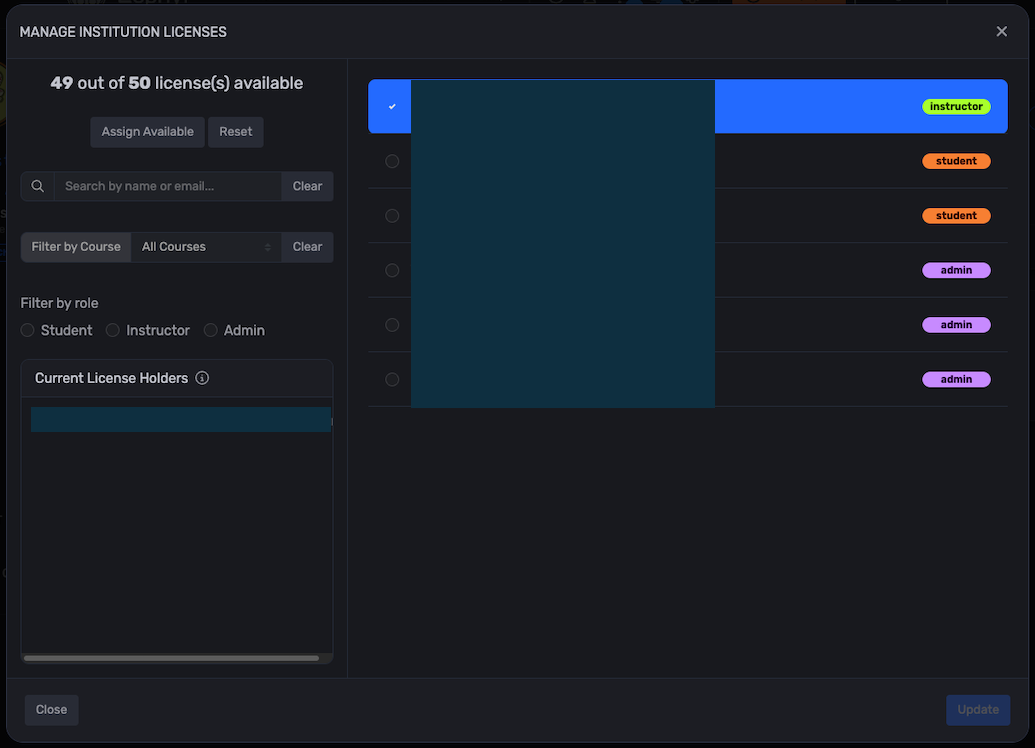 MANAGE INSTITUTION LICENSES
49 out of 50 license(s) available
Assign Available
Reset
Search by name or email...
Clear
Filter by Course
All Courses
Clear
Filter by role
Student
Instructor
Admin
Current License Holders
instructor
student
student
admin
admin
admin
Close
Update